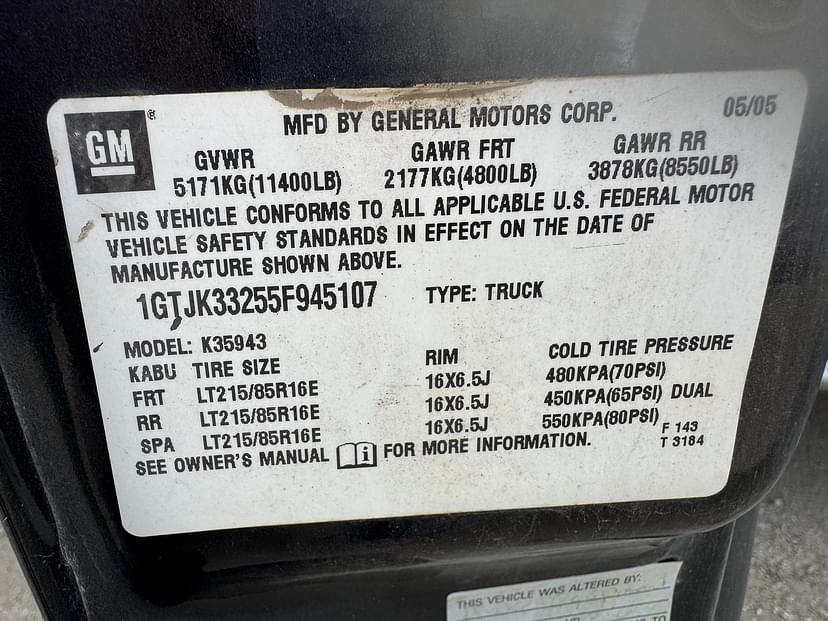 GM ®
MFD BY GENERAL MOTORS CORP. 05/05
GVWR GAWR FRT GAWR RR
5171KG(11400LB) 2177KG(4800LB) 3878KG(8550LB)
THIS VEHICLE CONFORMS TO ALL APPLICABLE U.S. FEDERAL MOTOR
VEHICLE SAFETY STANDARDS IN EFFECT ON THE DATE OF
MANUFACTURE SHOWN ABOVE.
1GTJK33255F945107 TYPE: TRUCK
MODEL: K35943
KABU TIRE SIZE RIM COLD TIRE PRESSURE
FRT LT215/85R16E 16X6.5J 480KPA(70PSI)
RR LT215/85R16E 16X6.5J 450KPA(65PSI) DUAL
SPA LT215/85R16E 16X6.5J 550KPA(80PSI)
SEE OWNER'S MANUAL i FOR MORE INFORMATION.
F 143
T 3184
THIS VEHICLE WAS ALTERED BY: